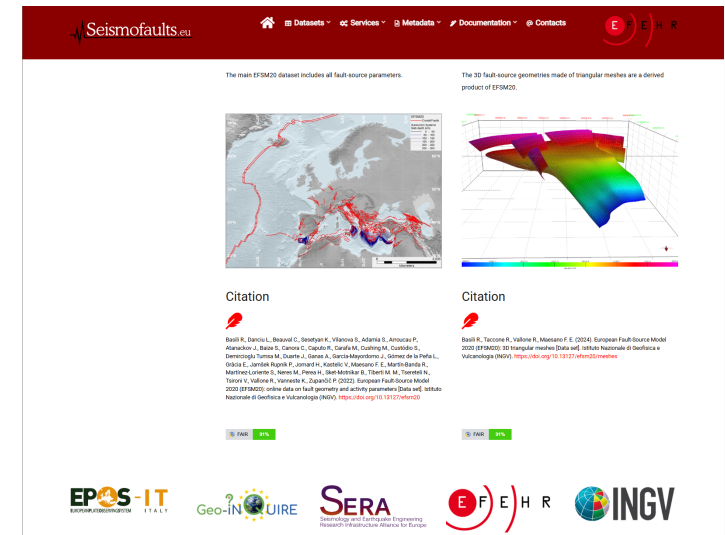 Seismofaults.eu
Datasets
Services
Metadata
Documentation
@ Contacts
E F E H R
The main EFSM20 dataset includes all fault-source parameters.
The 3D fault-source geometries made of triangular meshes are a derived
product of EFSM20.
Citation
Basili R., Danciu L., Beauval C., Sesetyan K., Vilanova S., Adamia S., Arroucau P.,
Atanackov J., Baize S., Canora C., Caputo R., Carafa M., Cushing M., Custódio S.,
Demircioglu Tumsa M., Duarte J., Ganas A., García-Mayordomo J., Gómez de la Peña L.,
Gràcia E., Jamšek Rupnik P., Jomard H., Kastelic V., Maesano F. E., Martín-Banda R.,
Martínez-Loriente S., Neres M., Perea H., Sket-Motnikar B., Tiberti M. M., Tsereteli N.,
Tsironi V., Vallone R., Vanneste K., Zupančič P. (2022). European Fault-Source Model
2020 (EFSM20): online data on fault geometry and activity parameters [Data set]. Istituto
Nazionale di Geofisica e Vulcanologia (INGV). https://doi.org/10.13127/efsm20
FAIR 91%
Citation
Basili R., Taccone R., Vallone R., Maesano F. E. (2024). European Fault-Source Model
2020 (EFSM20): 3D triangular meshes [Data set]. Istituto Nazionale di Geofisica e
Vulcanologia (INGV). https://doi.org/10.13127/efsm20/meshes
FAIR 91%
EPOS-IT
EUROPEAN PLATE OBSERVING SYSTEM ITALY
Geo-iNQUIRE
SERA
Seismology and Earthquake Engineering
Research Infrastructure Alliance for Europe
E F E H R
INGV